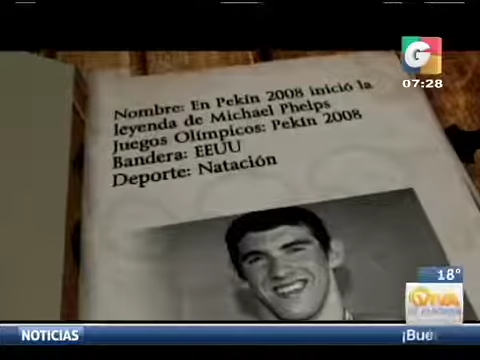 G
07:28
Nombre: En Pekín 2008 inició la
leyenda de Michael Phelps
Juegos Olímpicos: Pekín 2008
Bandera: EEUU
Deporte: Natación
18°
VIVA
NOTICIAS
¡Bue